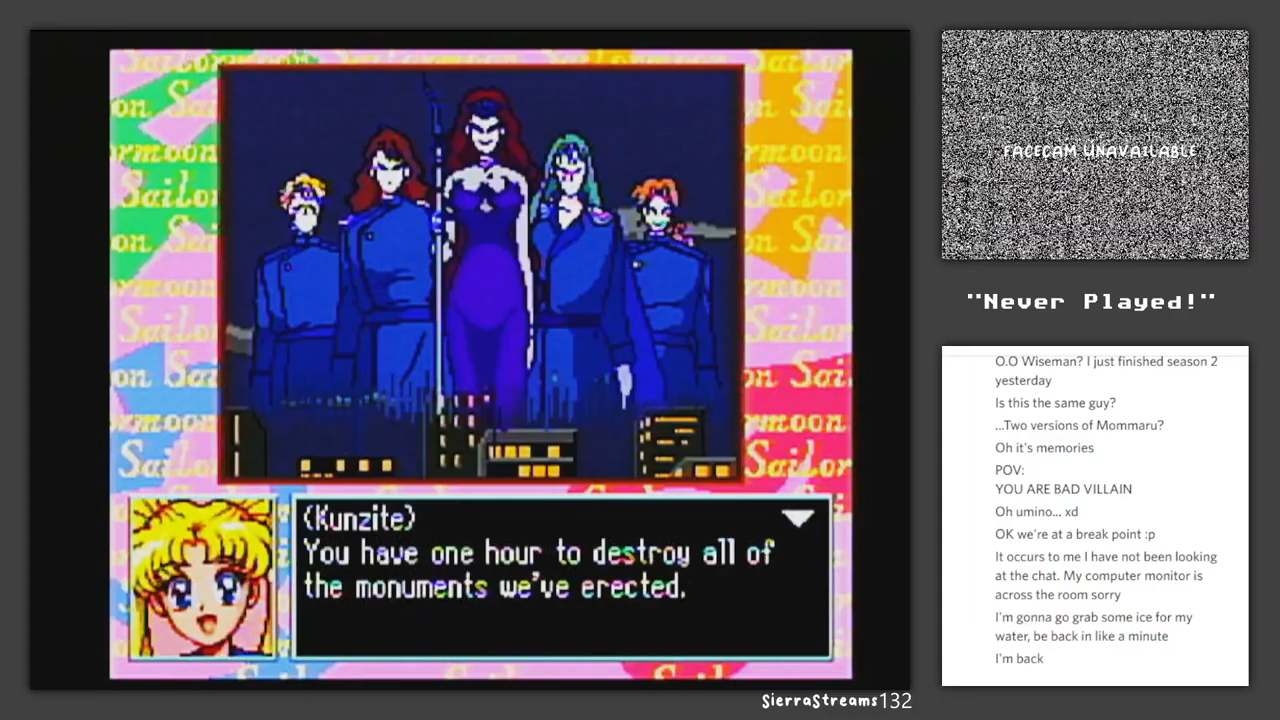 Sailormoon Sailormoon
FACECAM UNAVAILABLE
"Never Played!"
O.O Wiseman? I just finished season 2
yesterday
Is this the same guy?
...Two versions of Mommaru?
Oh it's memories
POV:
YOU ARE BAD VILLAIN
Oh umino... xd
OK we're at a break point :p
It occurs to me I have not been looking
at the chat. My computer monitor is
across the room sorry
I'm gonna go grab some ice for my
water, be back in like a minute
I'm back
(Kunzite)
You have one hour to destroy all of
the monuments we've erected.
SierraStreams132